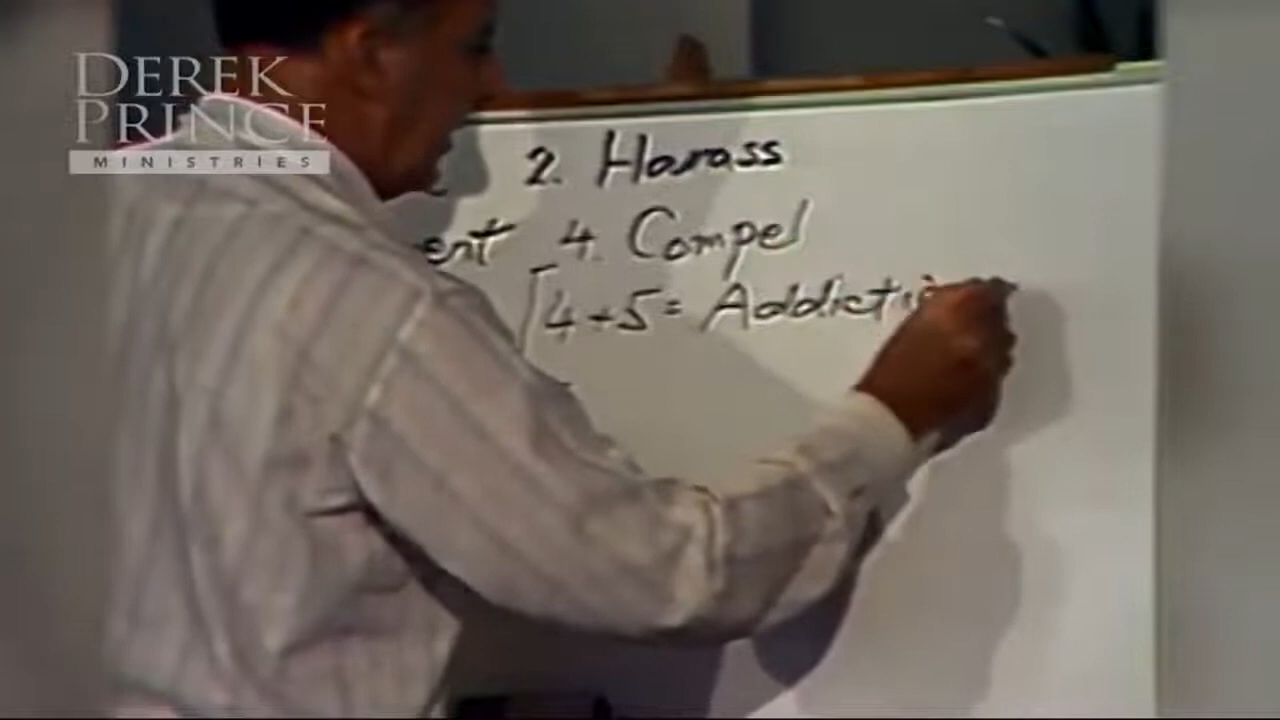 DEREK
PRINCE
MINISTRIES
2. Harass
ent 4. Compel
[4+5= Addicti